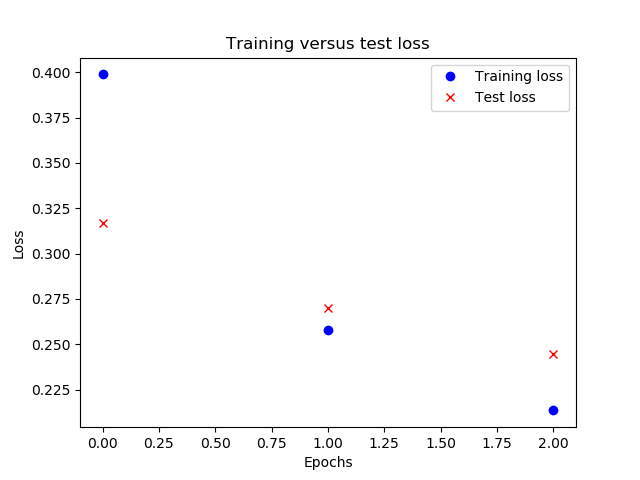 Training versus test loss
Training loss
Test loss
0.400
0.375
0.350
0.325
0.300
0.275
0.250
0.225
Loss
0.00 0.25 0.50 0.75 1.00 1.25 1.50 1.75 2.00
Epochs